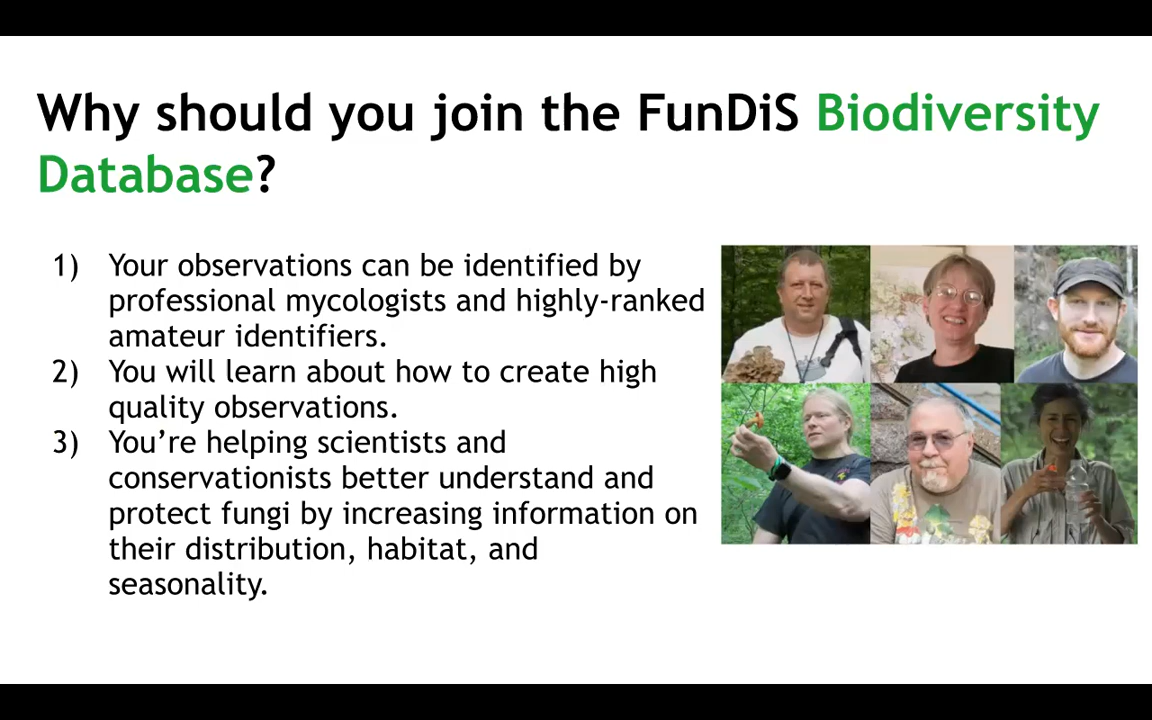 Why should you join the FunDiS Biodiversity
Database?
1) Your observations can be identified by
professional mycologists and highly-ranked
amateur identifiers.
2) You will learn about how to create high
quality observations.
3) You’re helping scientists and
conservationists better understand and
protect fungi by increasing information on
their distribution, habitat, and
seasonality.